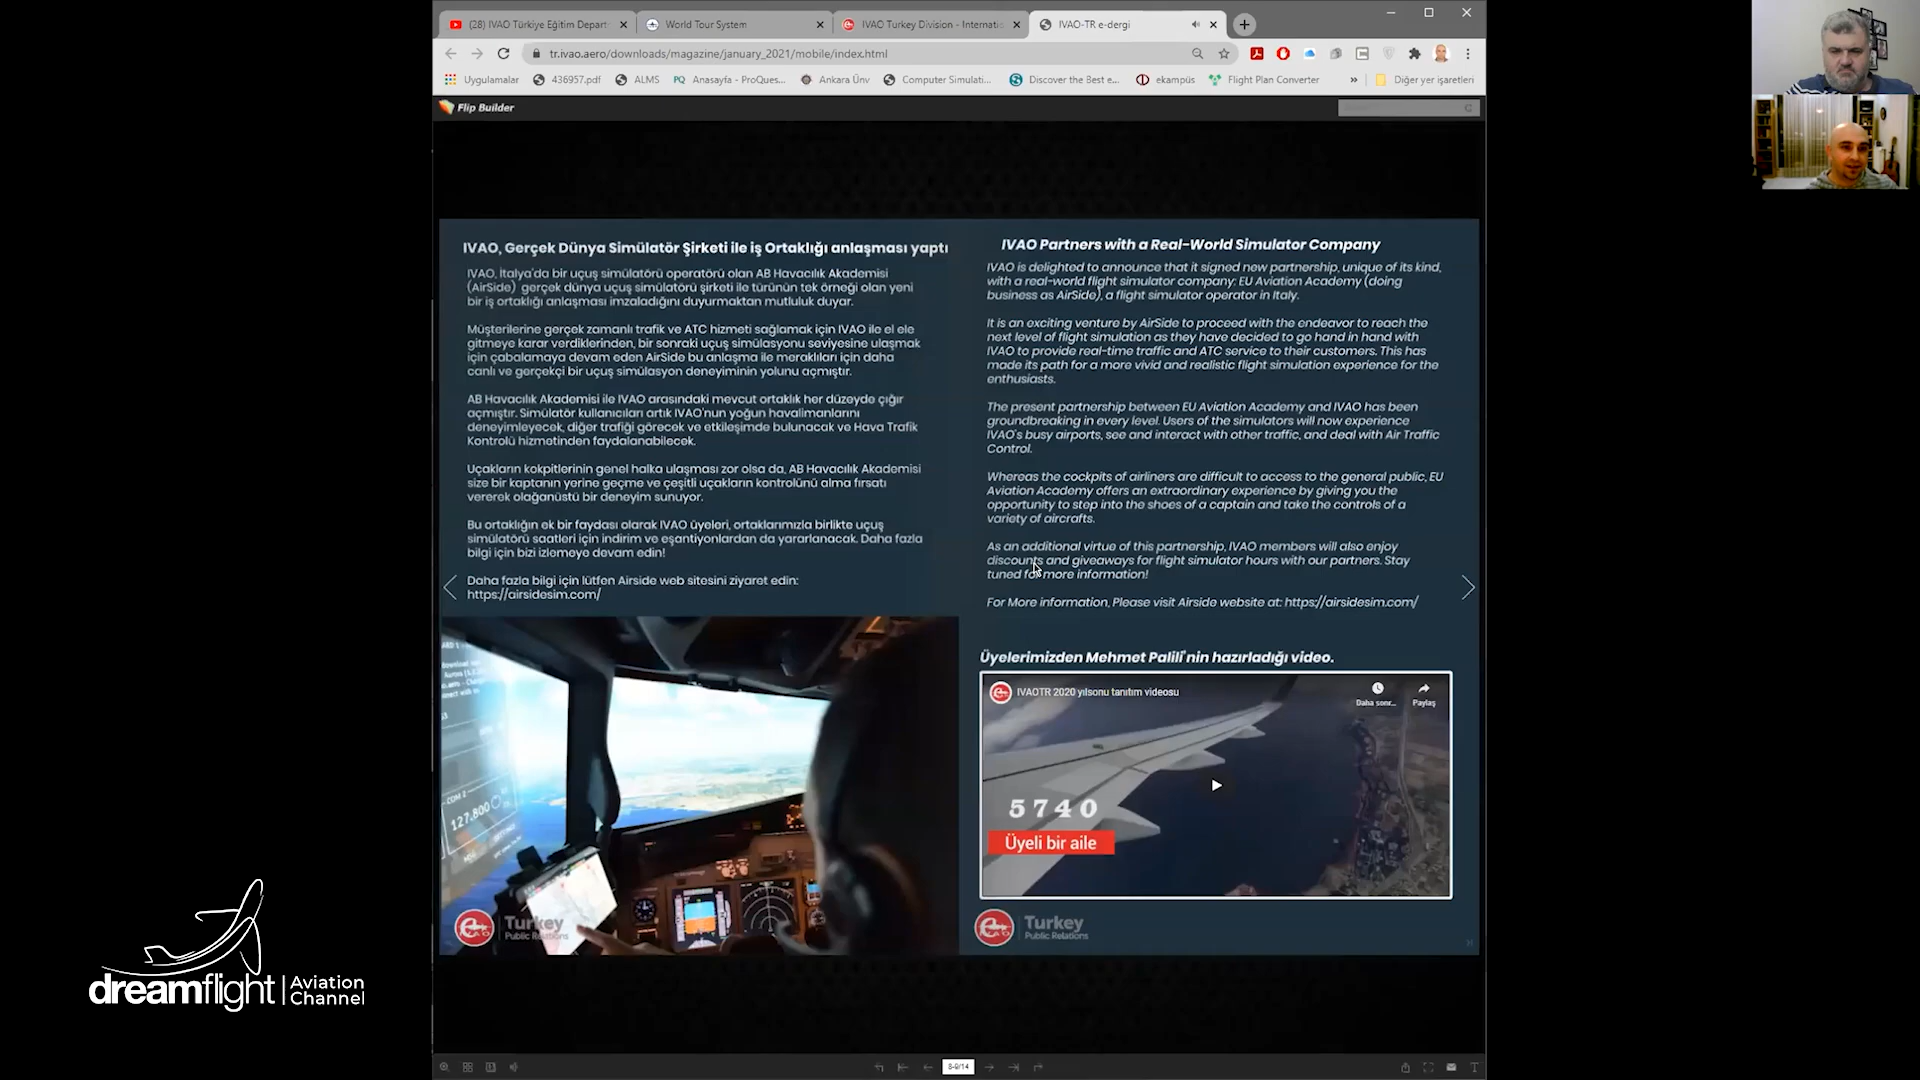 (28) IVAO Türkiye Eğitim Depart
World Tour System
IVAO Turkey Division - Internatio
IVAO-TR e-dergi
tr.ivao.aero/downloads/magazine/january_2021/mobile/index.html
Uygulamalar
436957.pdf
ALMS
PQ Anasayfa - ProQues...
Ankara Üniv
Computer Simulati...
Discover the Best e...
ekampüs
Flight Plan Converter
»
Diğer yer işaretleri
Flip Builder
IVAO, Gerçek Dünya Simülatör Şirketi ile iş Ortaklığı anlaşması yaptı
IVAO, İtalya'da bir uçuş simülatörü operatörü olan AB Havacılık Akademisi
(AirSide) gerçek dünya uçuş simülatörü şirketi ile türünün tek örneği olan yeni
bir iş ortaklığı anlaşması imzaladığını duyurmaktan mutluluk duyar.
Müşterilerine gerçek zamanlı trafik ve ATC hizmeti sağlamak için IVAO ile el ele
gitmeye karar verdiklerinden, bir sonraki uçuş simülasyonu seviyesine ulaşmak
için çabalamaya devam eden AirSide bu anlaşma ile meraklıları için daha
canlı ve gerçekçi bir uçuş simülasyon deneyiminin yolunu açmıştır.
AB Havacılık Akademisi ile IVAO arasındaki mevcut ortaklık her düzeyde çığır
açmıştır. Simülatör kullanıcıları artık IVAO'nun yoğun havalimanlarını
deneyimleyecek, diğer trafiği görecek ve etkileşimde bulunacak ve Hava Trafik
Kontrolü hizmetinden faydalanabilecek.
Uçakların kokpitlerinin genel halka ulaşması zor olsa da, AB Havacılık Akademisi
size bir kaptanın yerine geçme ve çeşitli uçakların kontrolünü alma fırsatı
vererek olağanüstü bir deneyim sunuyor.
Bu ortaklığın ek bir faydası olarak IVAO üyeleri, ortaklarımızla birlikte uçuş
simülatörü saatleri için indirim ve eşantiyonlardan da yararlanacak. Daha fazla
bilgi için bizi izlemeye devam edin!
Daha fazla bilgi için lütfen Airside web sitesini ziyaret edin:
https://airsidesim.com/
COM 2
127.800
Turkey
Public Relations
IVAO Partners with a Real-World Simulator Company
IVAO is delighted to announce that it signed new partnership, unique of its kind,
with a real-world flight simulator company: EU Aviation Academy (doing
business as AirSide), a flight simulator operator in Italy.
It is an exciting venture by AirSide to proceed with the endeavor to reach the
next level of flight simulation as they have decided to go hand in hand with
IVAO to provide real-time traffic and ATC service to their customers. This has
made its path for a more vivid and realistic flight simulation experience for the
enthusiasts.
The present partnership between EU Aviation Academy and IVAO has been
groundbreaking in every level. Users of the simulators will now experience
IVAO's busy airports, see and interact with other traffic, and deal with Air Traffic
Control.
Whereas the cockpits of airliners are difficult to access to the general public, EU
Aviation Academy offers an extraordinary experience by giving you the
opportunity to step into the shoes of a captain and take the controls of a
variety of aircrafts.
As an additional virtue of this partnership, IVAO members will also enjoy
discounts and giveaways for flight simulator hours with our partners. Stay
tuned for more information!
For More information, Please visit Airside website at: https://airsidesim.com/
Üyelerimizden Mehmet Palili'nin hazırladığı video.
IVAOTR 2020 yılsonu tanıtım videosu
Daha sonr...
Paylaş
5740
Üyeli bir aile
Turkey
Public Relations
8-9/14
dreamflight | Aviation
Channel